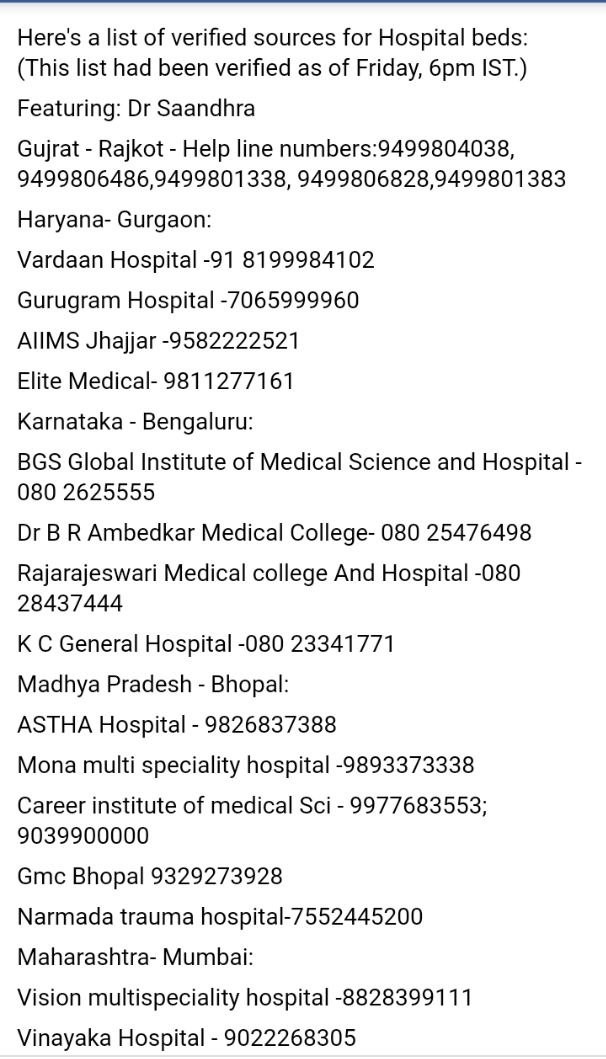 Here's a list of verified sources for Hospital beds:
(This list had been verified as of Friday, 6pm IST.)
Featuring: Dr Saandhra
Gujrat - Rajkot - Help line numbers:9499804038,
9499806486,9499801338, 9499806828,9499801383
Haryana- Gurgaon:
Vardaan Hospital -91 8199984102
Gurugram Hospital -7065999960
AIIMS Jhajjar -9582222521
Elite Medical- 9811277161
Karnataka - Bengaluru:
BGS Global Institute of Medical Science and Hospital -
080 2625555
Dr B R Ambedkar Medical College- 080 25476498
Rajarajeswari Medical college And Hospital -080
28437444
K C General Hospital -080 23341771
Madhya Pradesh - Bhopal:
ASTHA Hospital - 9826837388
Mona multi speciality hospital -9893373338
Career institute of medical Sci - 9977683553;
9039900000
Gmc Bhopal 9329273928
Narmada trauma hospital-7552445200
Maharashtra- Mumbai:
Vision multispeciality hospital -8828399111
Vinayaka Hospital - 9022268305